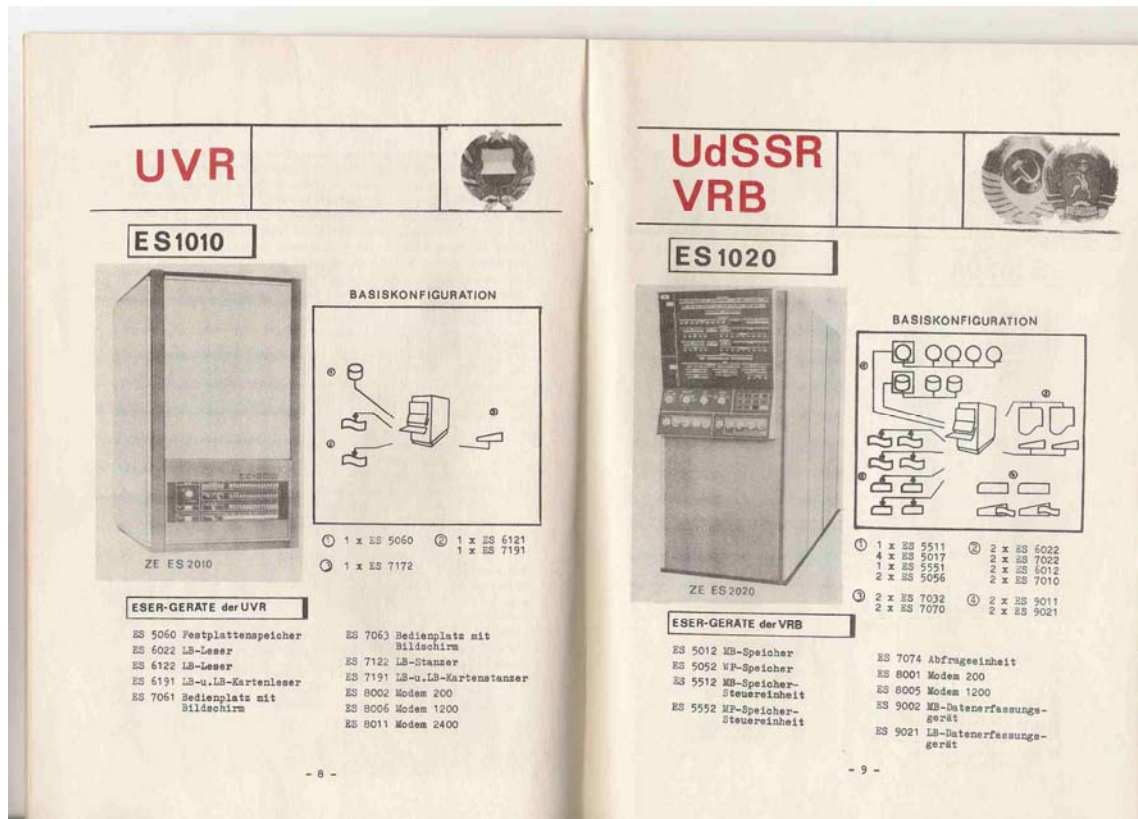 UVR
ES1010
BASISKONFIGURATION
① 1 x ES 5060
② 1 x ES 6121
1 x ES 7191
③ 1 x ES 7172
ZE ES 2010
ESER-GERÄTE der UVR
ES 5060 Festplattenspeicher
ES 6022 LB-Leser
ES 6122 LB-Leser
ES 6191 LB-u.LB-Kartenleser
ES 7061 Bedienplatz mit
Bildschirm
ES 7063 Bedienplatz mit
Bildschirm
ES 7122 LB-Stanzer
ES 7191 LB-u.LB-Kartenstanzer
ES 8002 Modem 200
ES 8006 Modem 1200
ES 8011 Modem 2400
- 8 -
UdSSR
VRB
ES 1020
BASISKONFIGURATION
① 1 x ES 5511
4 x ES 5017
1 x ES 5551
2 x ES 5056
② 2 x ES 6022
2 x ES 7022
2 x ES 6012
2 x ES 7010
③ 2 x ES 7032
2 x ES 7070
④ 2 x ES 9011
2 x ES 9021
ZE ES 2020
ESER-GERÄTE der VRB
ES 5012 MB-Speicher
ES 5052 WP-Speicher
ES 5512 MB-Speicher-
Steuereinheit
ES 5552 MP-Speicher-
Steuereinheit
ES 7074 Abfrageeinheit
ES 8001 Modem 200
ES 8005 Modem 1200
ES 9002 MB-Datenerfassungs-
gerät
ES 9021 LB-Datenerfassungs-
gerät
- 9 -